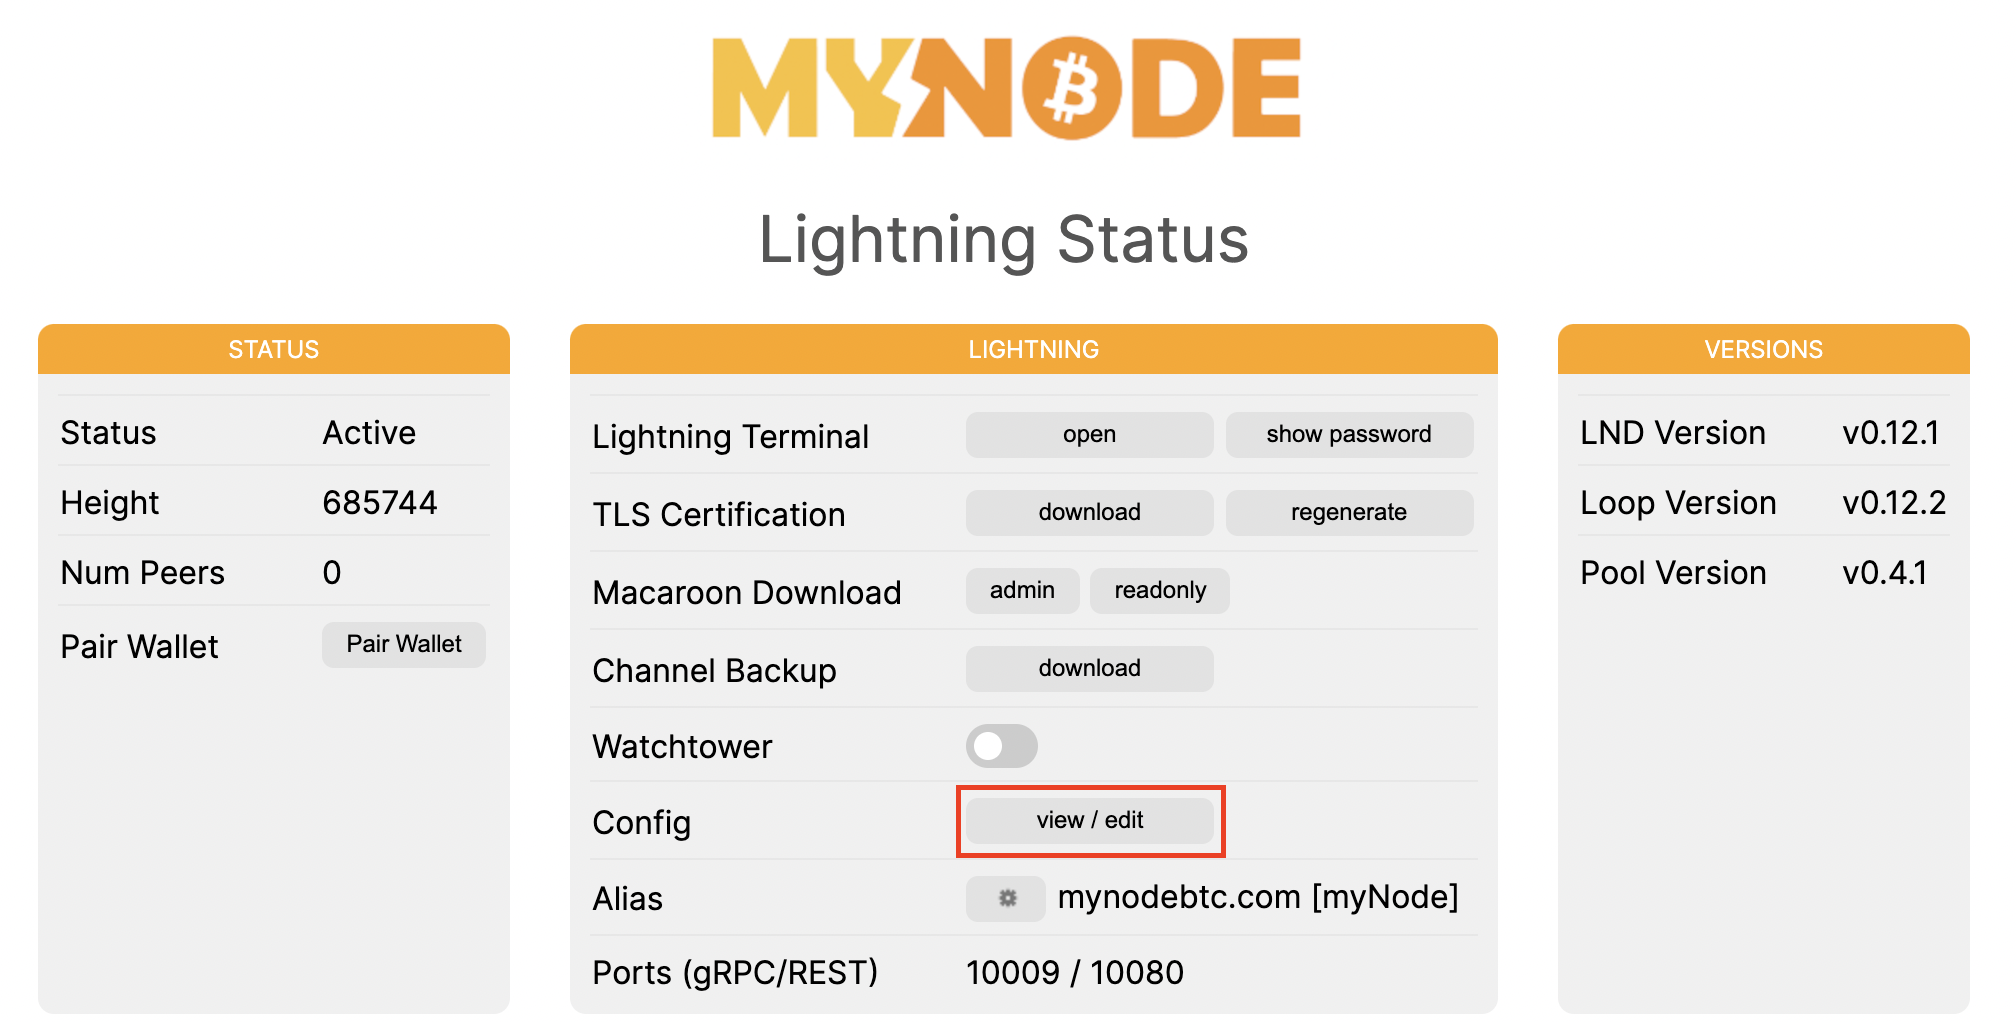 MYNODE
Lightning Status
STATUS
Status Active
Height 685744
Num Peers 0
Pair Wallet Pair Wallet
LIGHTNING
Lightning Terminal open show password
TLS Certification download regenerate
Macaroon Download admin readonly
Channel Backup download
Watchtower
Config view / edit
Alias mynodebtc.com [myNode]
Ports (gRPC/REST) 10009 / 10080
VERSIONS
LND Version v0.12.1
Loop Version v0.12.2
Pool Version v0.4.1